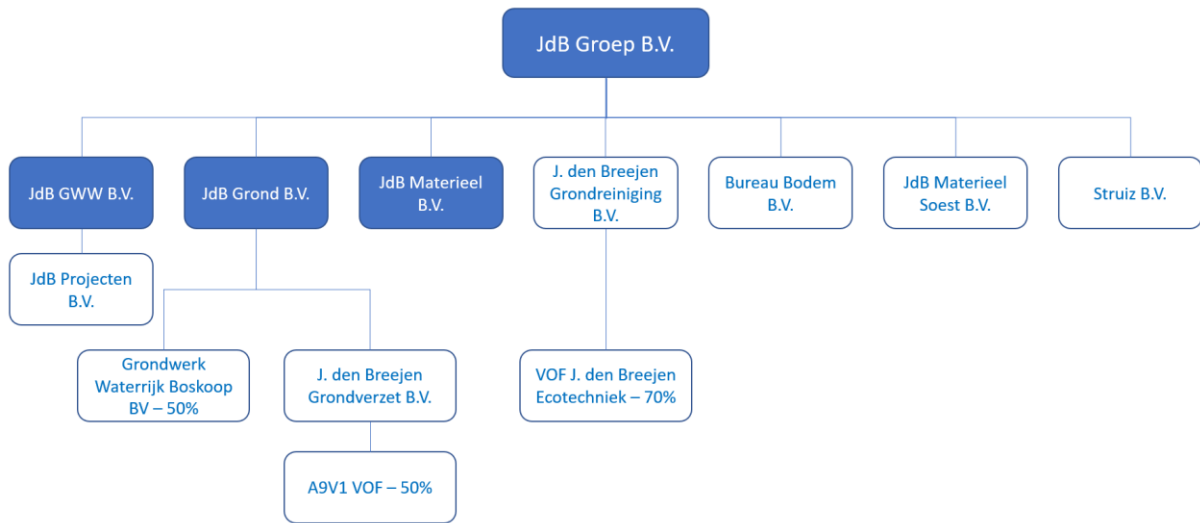 JdB Groep B.V.
JdB GWW B.V.
JdB Grond B.V.
JdB Materieel
B.V.
J. den Breejen
Grondreiniging
B.V.
Bureau Bodem
B.V.
JdB Materieel
Soest B.V.
Struiz B.V.
JdB Projecten
B.V.
Grondwerk
Waterrijk Boskoop
BV – 50%
J. den Breejen
Grondverzet B.V.
VOF J. den Breejen
Ecotechniek – 70%
A9V1 VOF – 50%